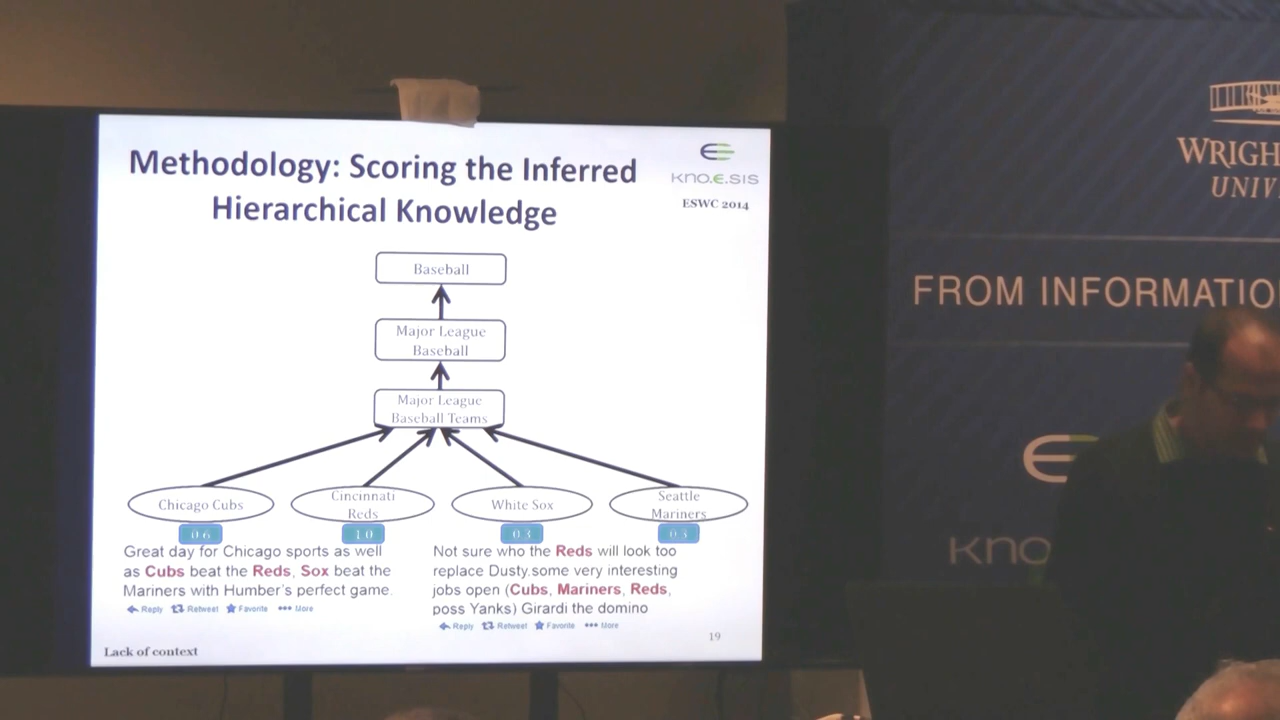 Methodology: Scoring the Inferred
Hierarchical Knowledge
kno.e.sis
ESWC 2014
Baseball
Major League
Baseball
Major League
Baseball Teams
Chicago Cubs
Cincinnati
Reds
White Sox
Seattle
Mariners
0.6
1.0
0.3
0.3
Great day for Chicago sports as well
as Cubs beat the Reds, Sox beat the
Mariners with Humber's perfect game.
Reply Retweet Favorite More
Not sure who the Reds will look too
replace Dusty.some very interesting
jobs open (Cubs, Mariners, Reds,
poss Yanks) Girardi the domino
Reply Retweet Favorite More
19
Lack of context
WRIGH
UNIV
FROM INFORMATIO
kno